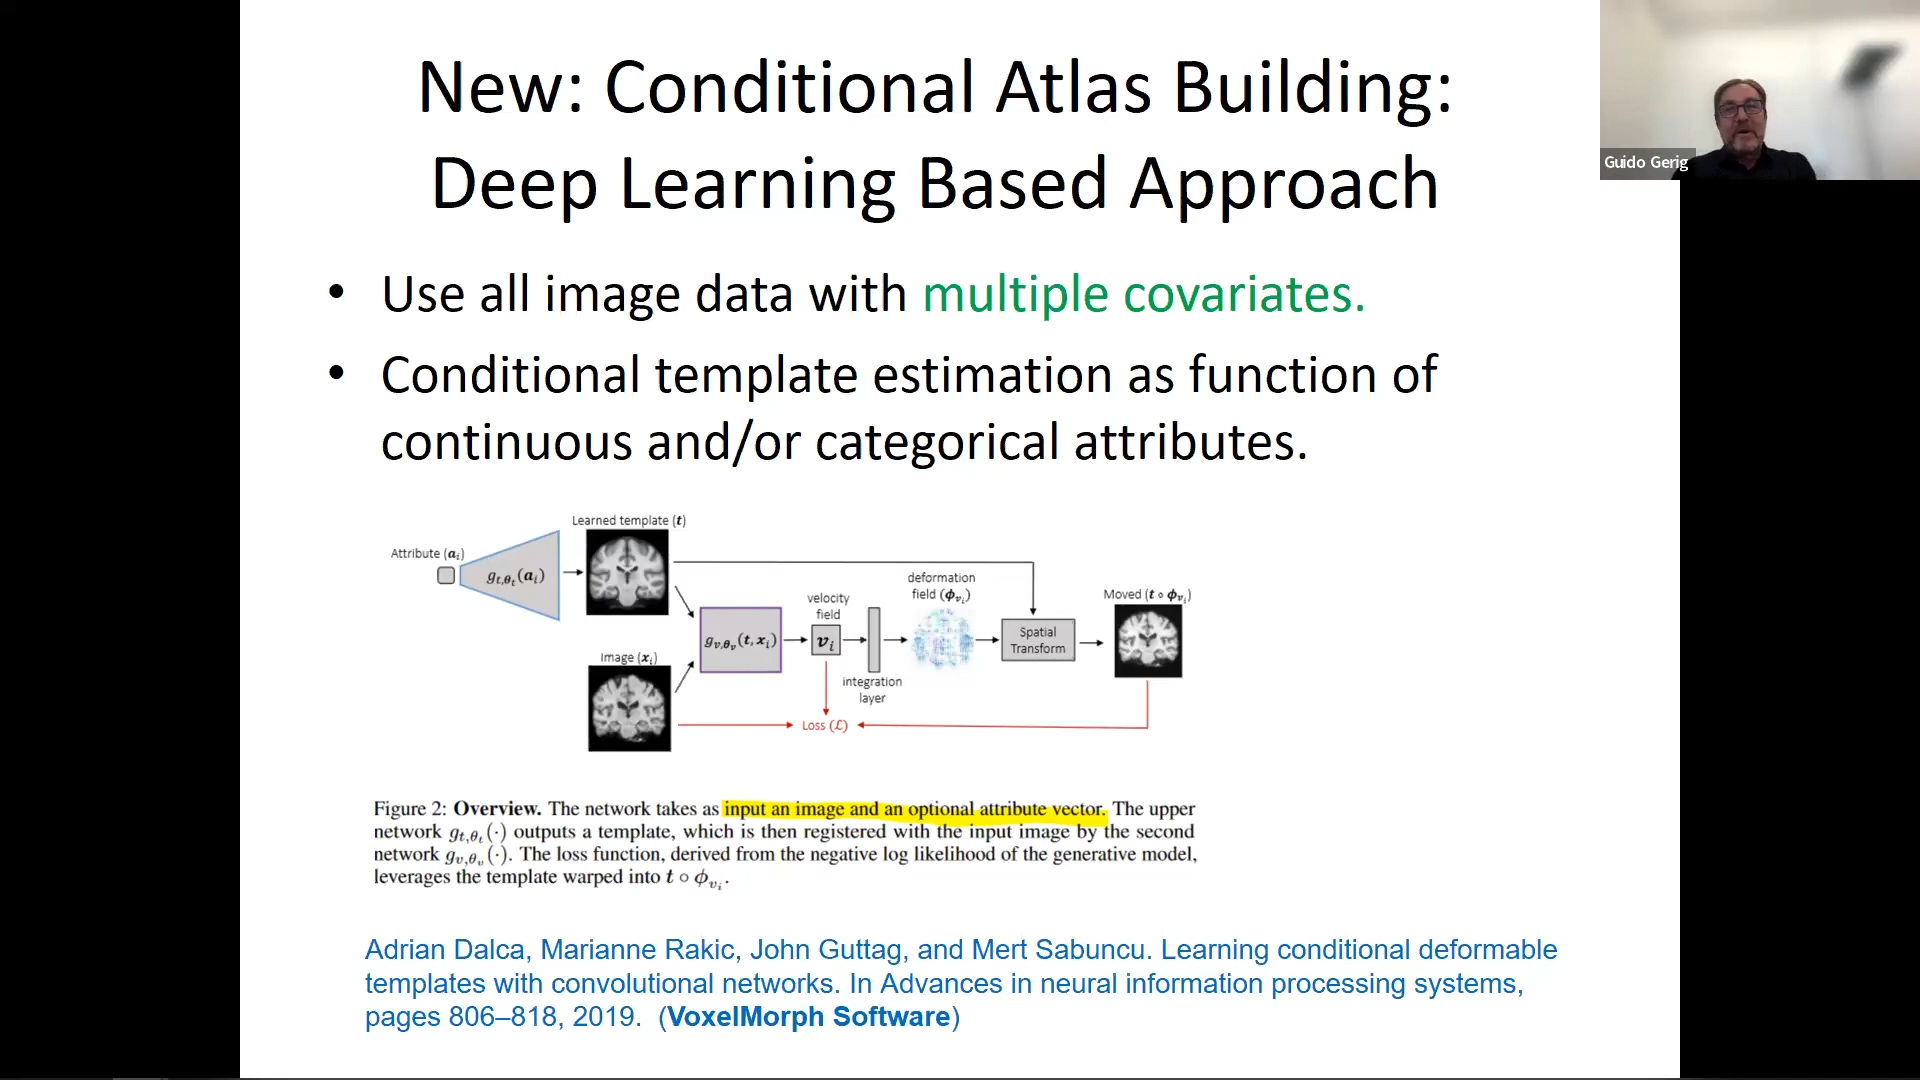 New: Conditional Atlas Building:
Deep Learning Based Approach
Guido Gerig
• Use all image data with multiple covariates.
• Conditional template estimation as function of
continuous and/or categorical attributes.
Learned template (t)
Attribute (aᵢ)
g_{t,θ_t}(aᵢ)
deformation
field (ϕ_{vᵢ})
velocity
field
Moved (t ∘ ϕ_{vᵢ})
g_{v,θ_v}(t, xᵢ)
vᵢ
Spatial
Transform
Image (xᵢ)
integration
layer
Loss (ℒ)
Figure 2: Overview. The network takes as input an image and an optional attribute vector. The upper
network g_{t,θ_t}(·) outputs a template, which is then registered with the input image by the second
network g_{v,θ_v}(·). The loss function, derived from the negative log likelihood of the generative model,
leverages the template warped into t ∘ ϕ_{vᵢ}.
Adrian Dalca, Marianne Rakic, John Guttag, and Mert Sabuncu. Learning conditional deformable
templates with convolutional networks. In Advances in neural information processing systems,
pages 806–818, 2019. (VoxelMorph Software)